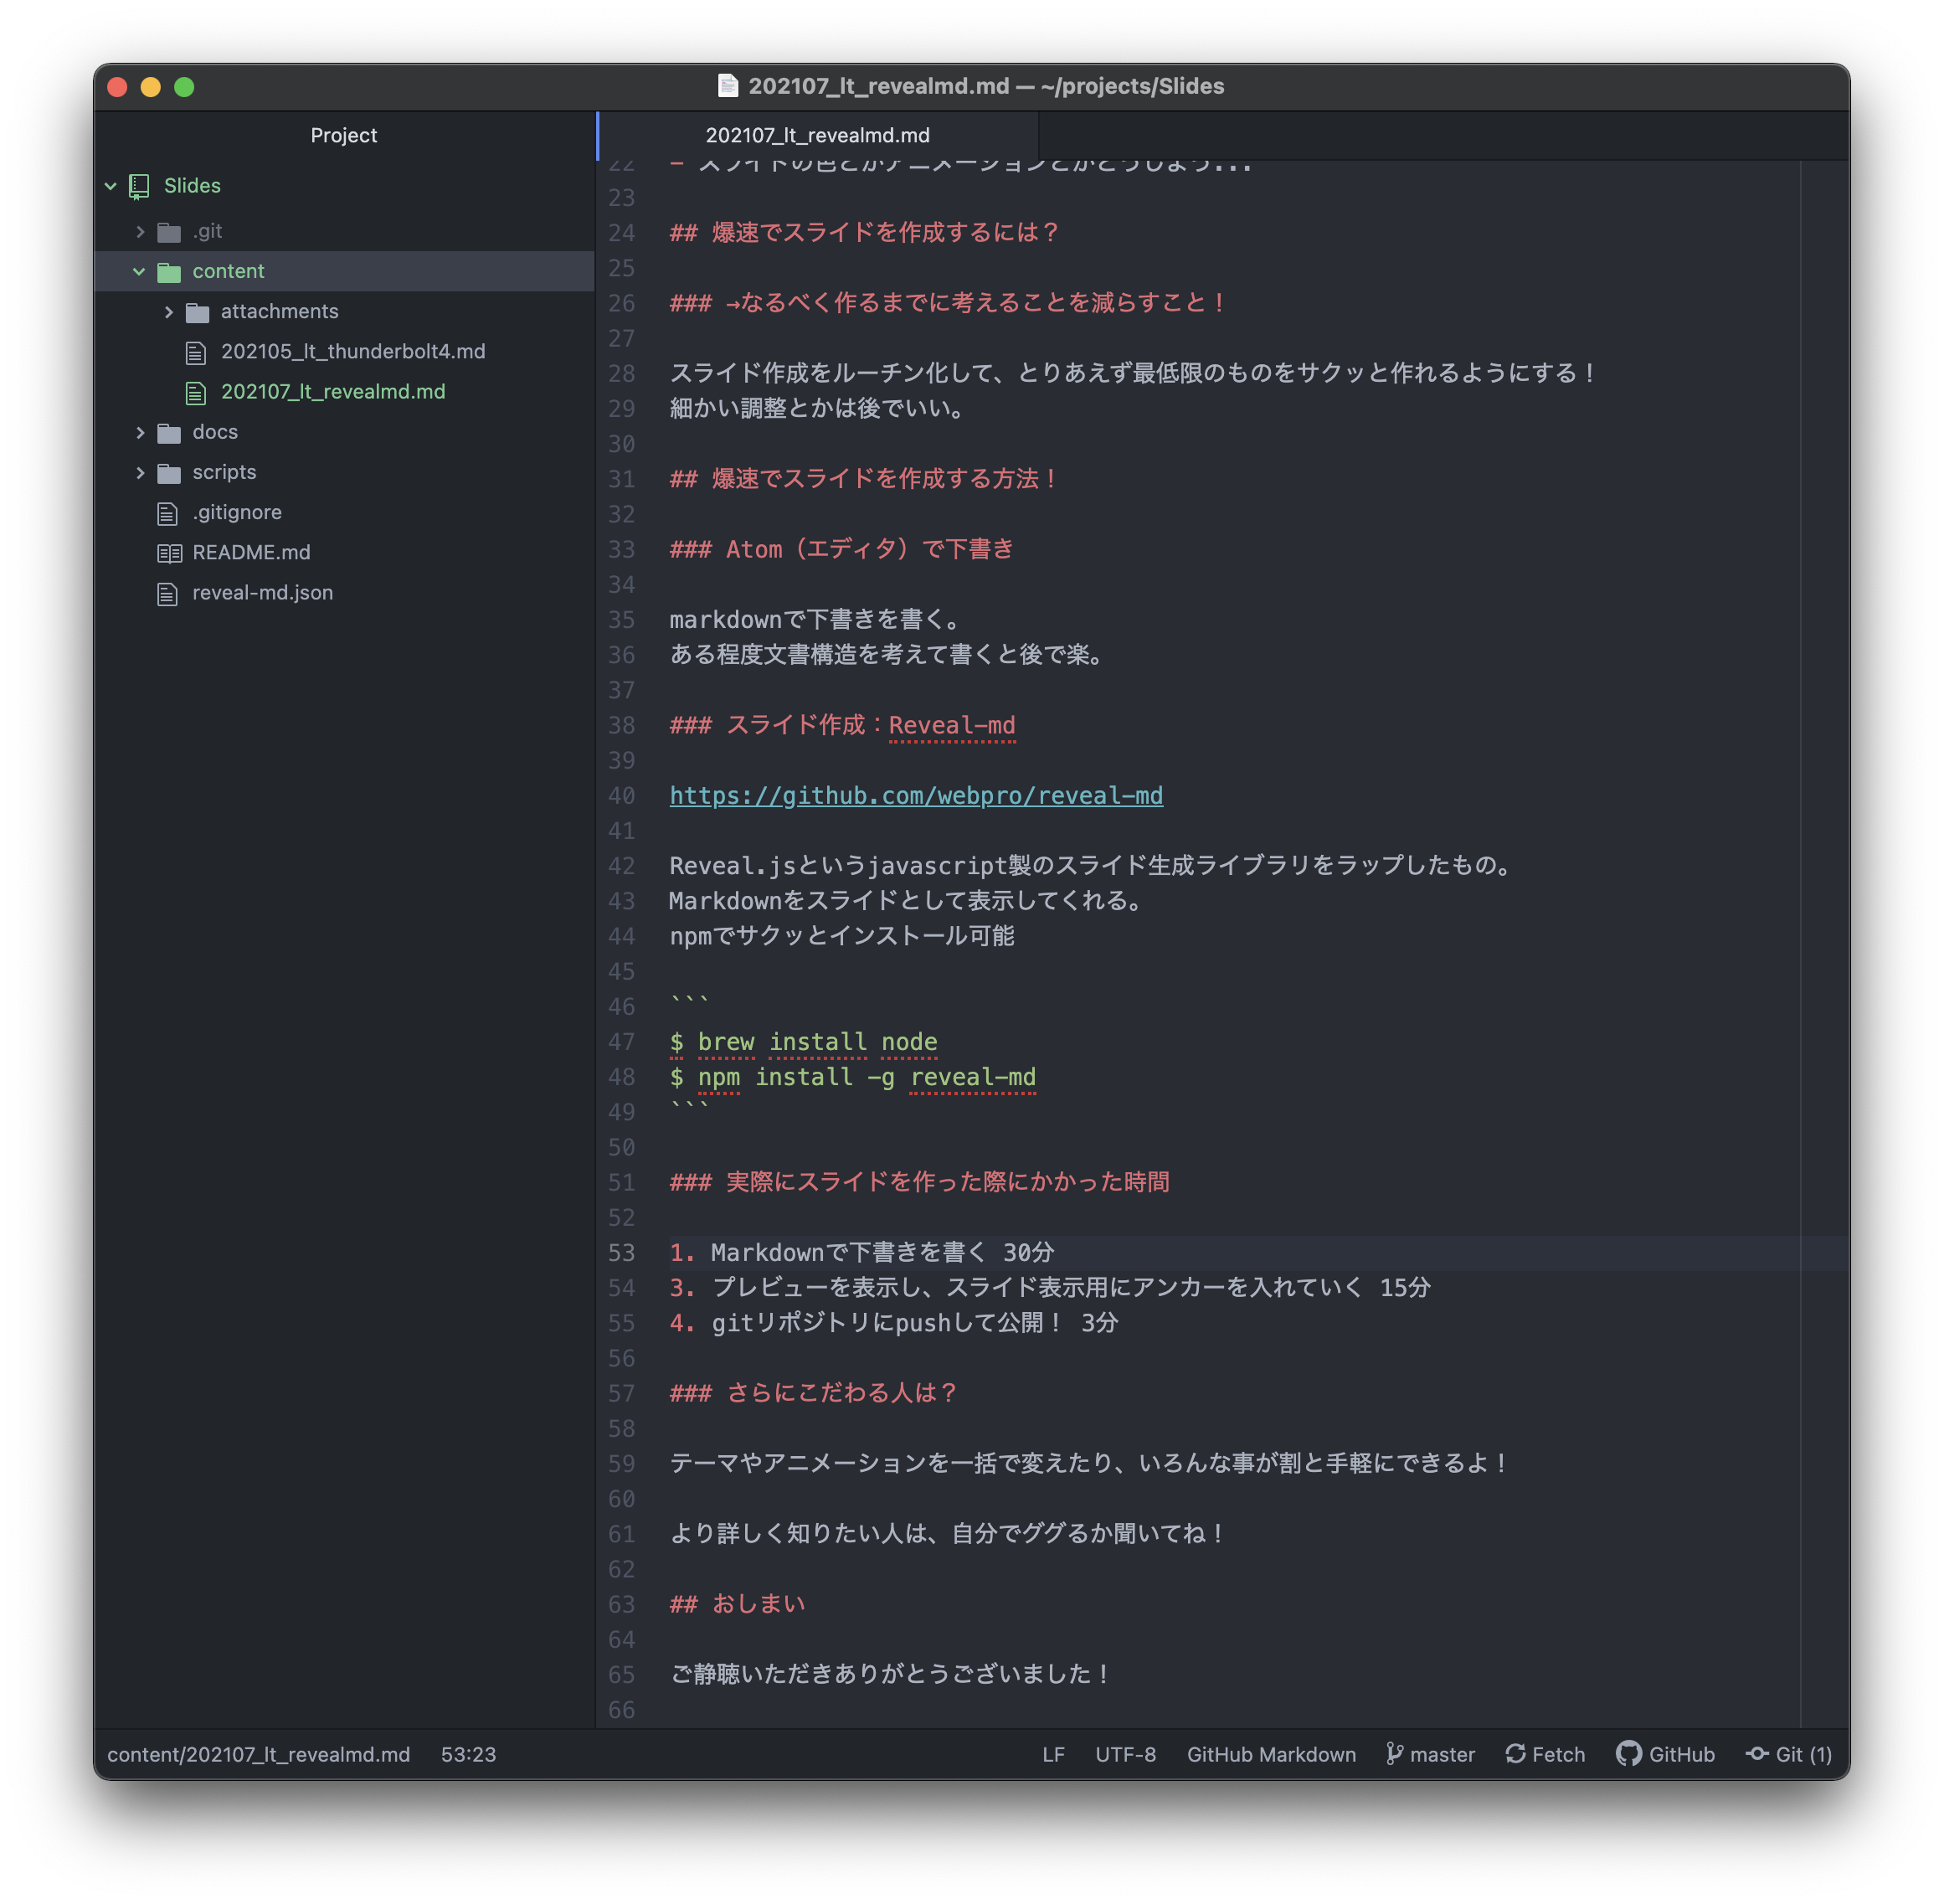 202107_lt_revealmd.md — ~/projects/Slides
Project
Slides
.git
content
attachments
202105_lt_thunderbolt4.md
202107_lt_revealmd.md
docs
scripts
.gitignore
README.md
reveal-md.json
202107_lt_revealmd.md
22 - スライドの色とかアニメーションとかどうしよう...
23
24 ## 爆速でスライドを作成するには？
25
26 ### →なるべく作るまでに考えることを減らすこと！
27
28 スライド作成をルーチン化して、とりあえず最低限のものをサクッと作れるようにする！
29 細かい調整とかは後でいい。
30
31 ## 爆速でスライドを作成する方法！
32
33 ### Atom（エディタ）で下書き
34
35 markdownで下書きを書く。
36 ある程度文書構造を考えて書くと後で楽。
37
38 ### スライド作成：Reveal-md
39
40 https://github.com/webpro/reveal-md
41
42 Reveal.jsというjavascript製のスライド生成ライブラリをラップしたもの。
43 Markdownをスライドとして表示してくれる。
44 npmでサクッとインストール可能
45
46 ```
47 $ brew install node
48 $ npm install -g reveal-md
49 ```
50
51 ### 実際にスライドを作った際にかかった時間
52
53 1. Markdownで下書きを書く 30分
54 3. プレビューを表示し、スライド表示用にアンカーを入れていく 15分
55 4. gitリポジトリにpushして公開！ 3分
56
57 ### さらにこだわる人は？
58
59 テーマやアニメーションを一括で変えたり、いろんな事が割と手軽にできるよ！
60
61 より詳しく知りたい人は、自分でググるか聞いてね！
62
63 ## おしまい
64
65 ご静聴いただきありがとうございました！
66
content/202107_lt_revealmd.md 53:23 LF UTF-8 GitHub Markdown master Fetch GitHub Git (1)